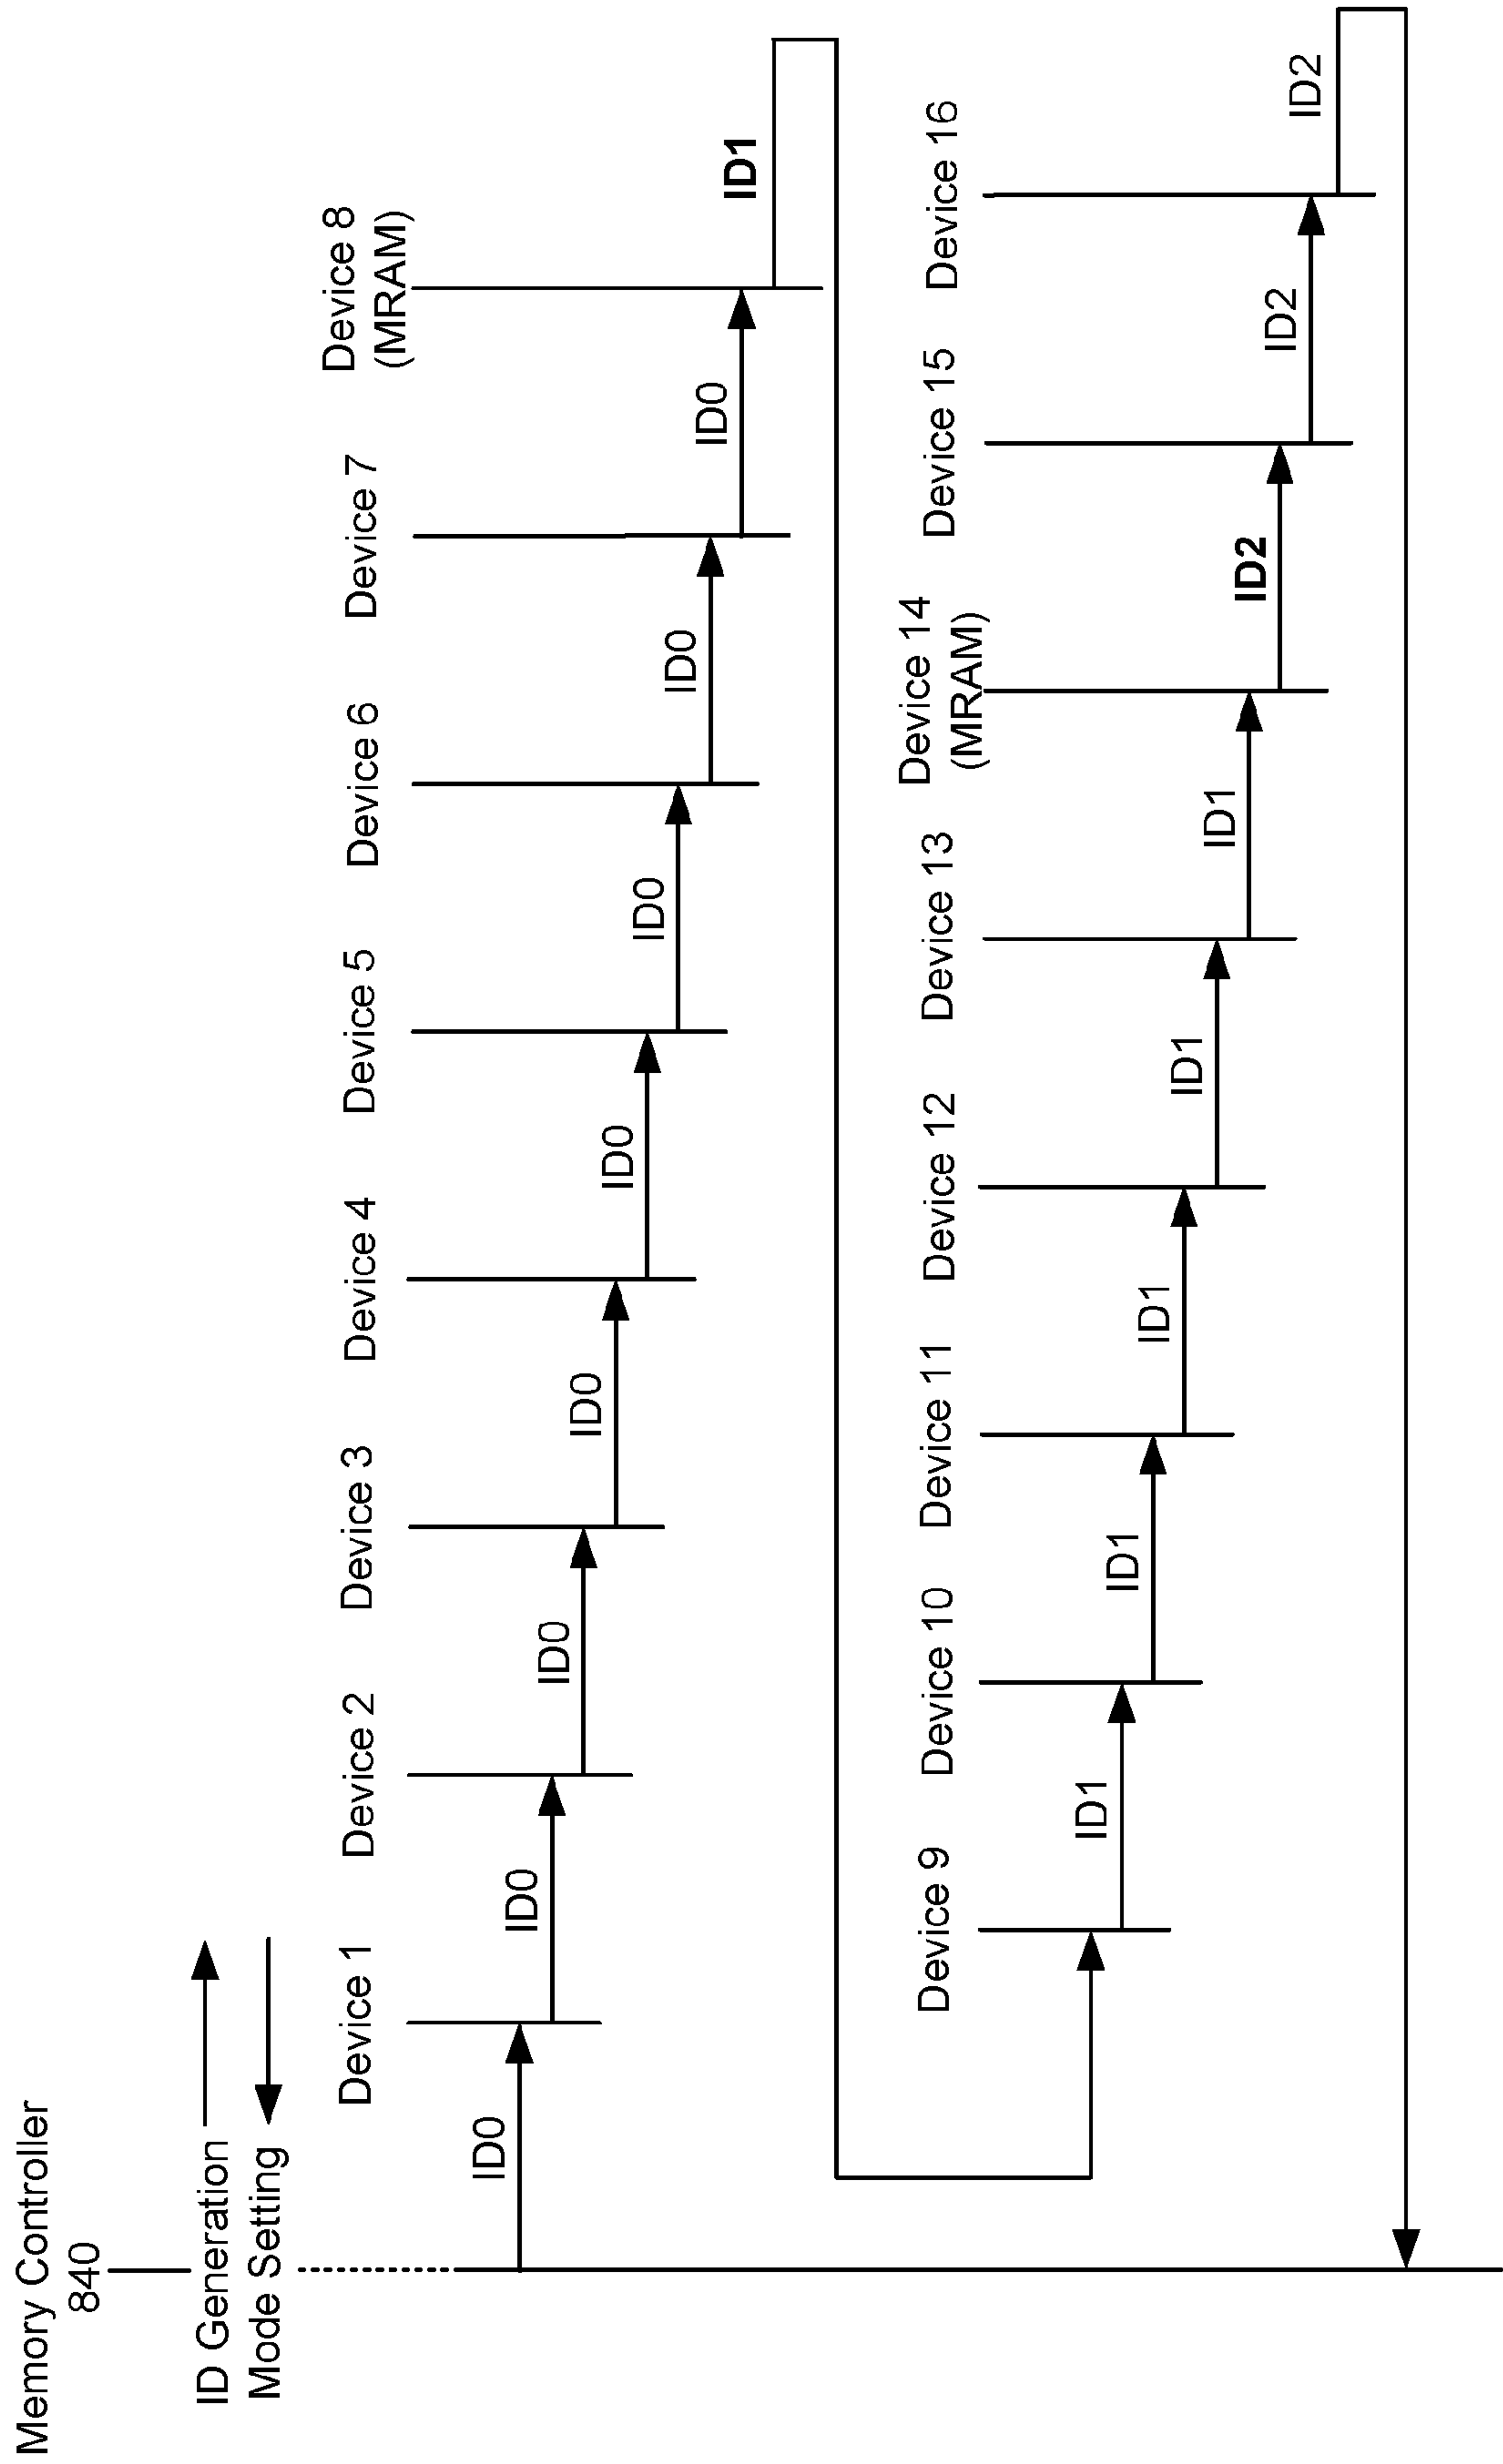 Memory Controller
840
ID Generation
Mode Setting
Device 1
Device 2
Device 3
Device 4
Device 5
Device 6
Device 7
Device 8
(MRAM)
ID0
ID0
ID0
ID0
ID0
ID0
ID0
ID0
ID1
Device 9
Device 10
Device 11
Device 12
Device 13
Device 14
(MRAM)
Device 15
Device 16
ID1
ID1
ID1
ID1
ID1
ID2
ID2
ID2